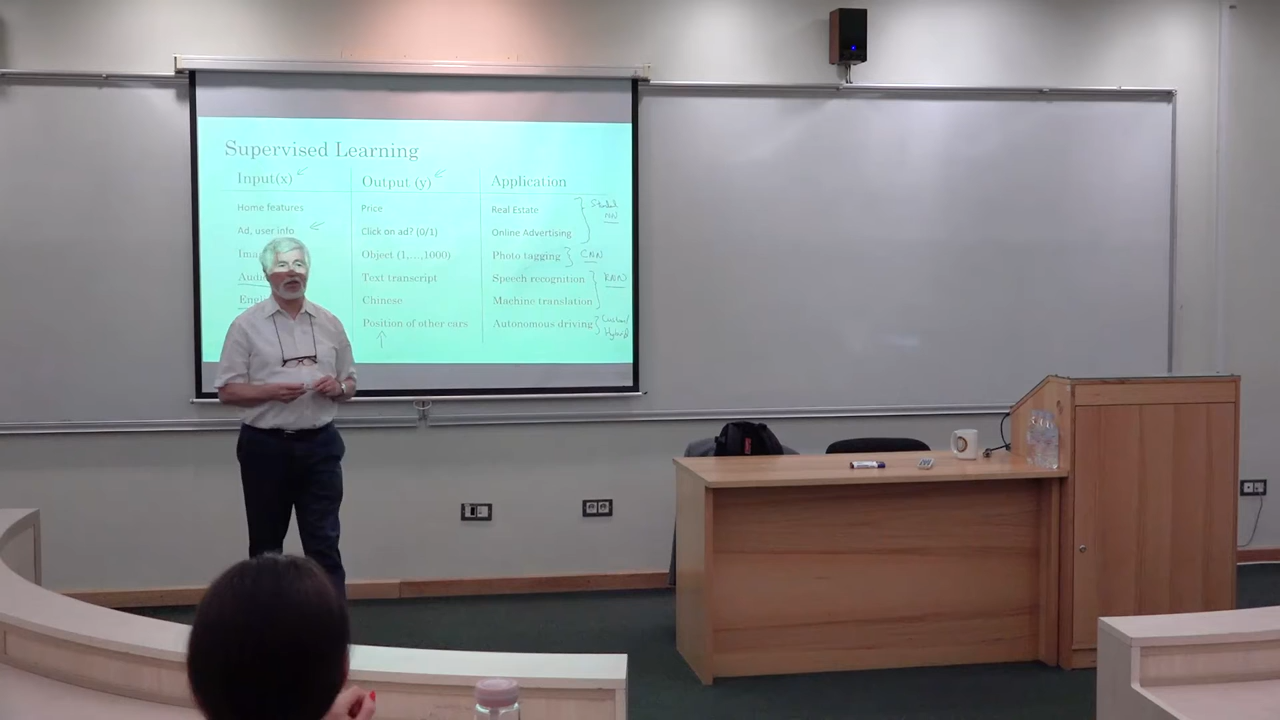 Supervised Learning
Input(x) Output (y) Application
Home features Price Real Estate
Ad, user info Click on ad? (0/1) Online Advertising
Object (1,...,1000) Photo tagging CNN
Text transcript Speech recognition RNN
Chinese Machine translation
Position of other cars Autonomous driving
NN